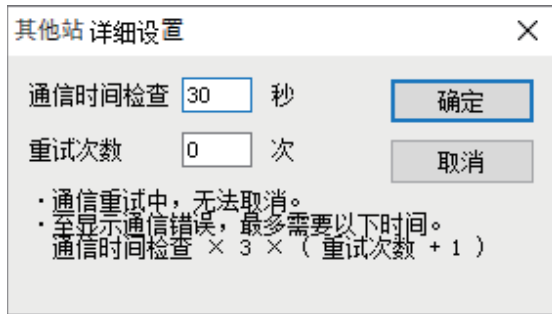 其他站 详细设置
通信时间检查 30 秒 确定
重试次数 0 次 取消
・通信重试中，无法取消。
・至显示通信错误，最多需要以下时间。
通信时间检查 × 3 × ( 重试次数 + 1 )